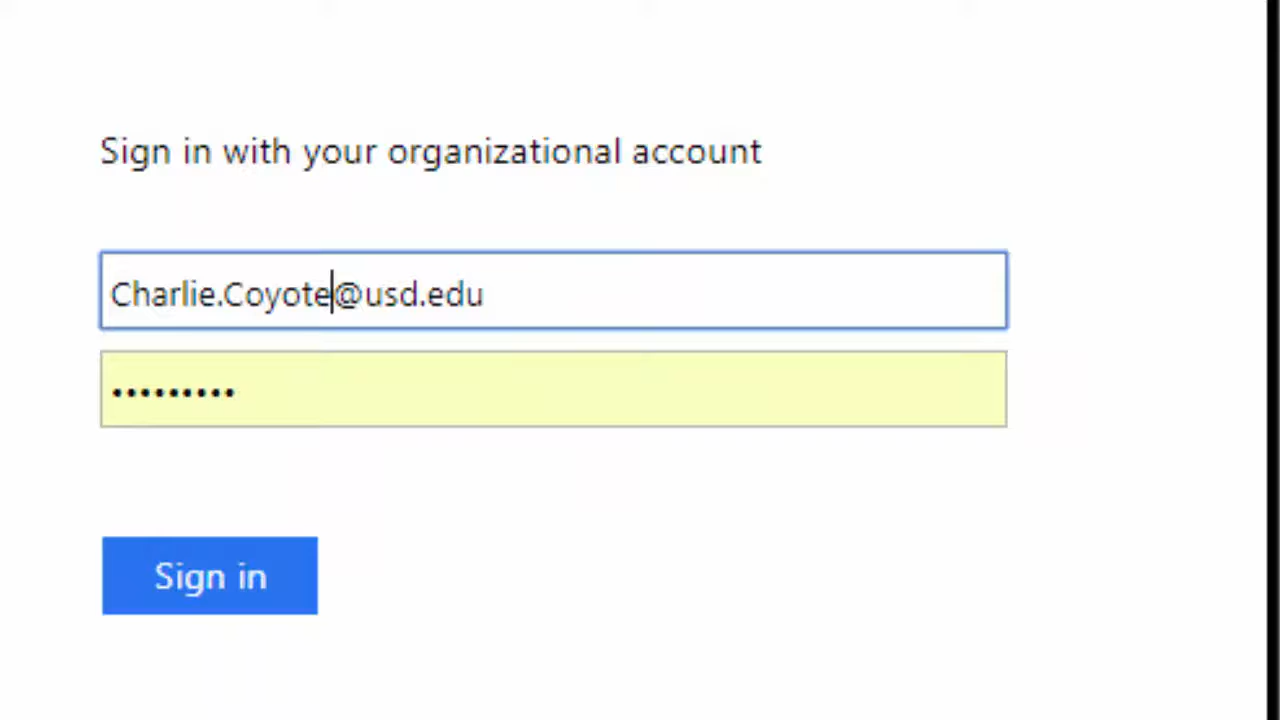 Sign in with your organizational account
Charlie.Coyote@usd.edu
•••••••••
Sign in